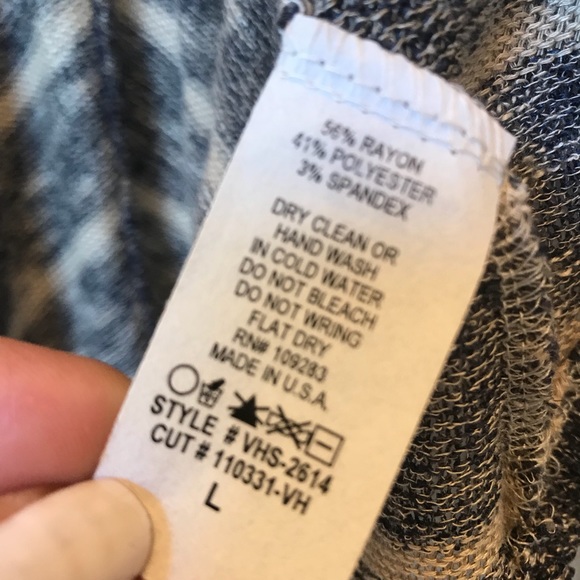 56% RAYON
41% POLYESTER
3% SPANDEX
DRY CLEAN OR
HAND WASH
IN COLD WATER
DO NOT BLEACH
DO NOT WRING
FLAT DRY
RN# 109283
MADE IN U.S.A.
STYLE # VHS-2614
CUT # 110331-VH
L